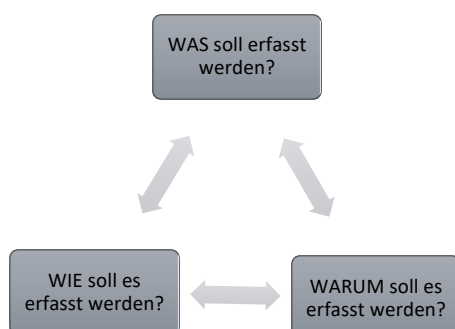 WAS soll erfasst
werden?
WIE soll es
erfasst werden?
WARUM soll es
erfasst werden?